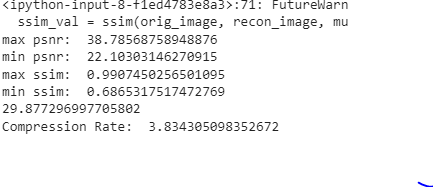 <ipython-input-8-f1ed4783e8a3>:71: FutureWarn
ssim_val = ssim(orig_image, recon_image, mu
max psnr:  38.78568758948876
min psnr:  22.10303146270915
max ssim:  0.9907450256501095
min ssim:  0.6865317517472769
29.877296997705802
Compression Rate:  3.834305098352672